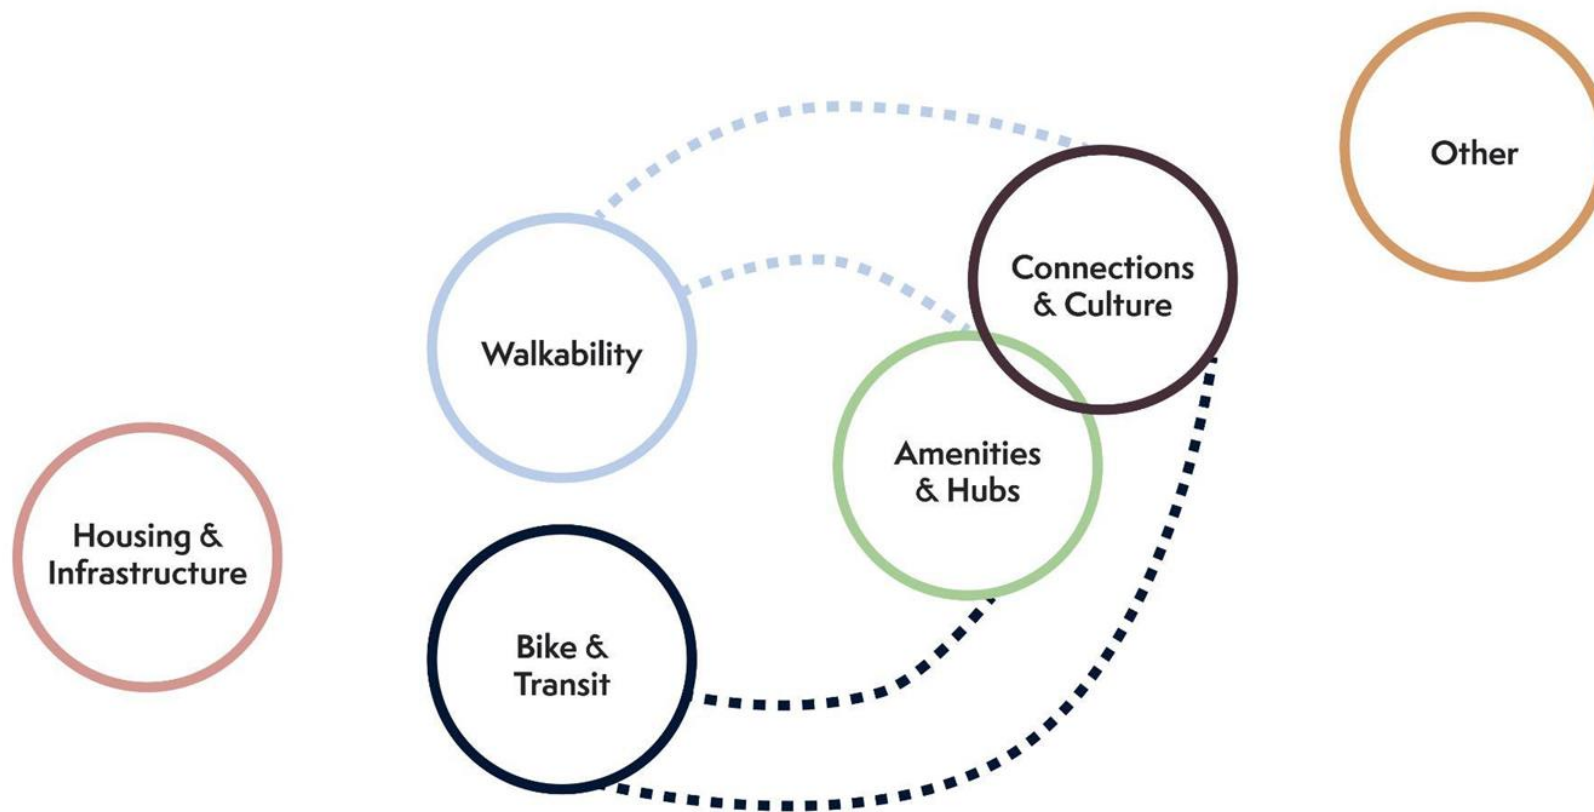 Other
Connections
& Culture
Walkability
Amenities
& Hubs
Housing &
Infrastructure
Bike &
Transit